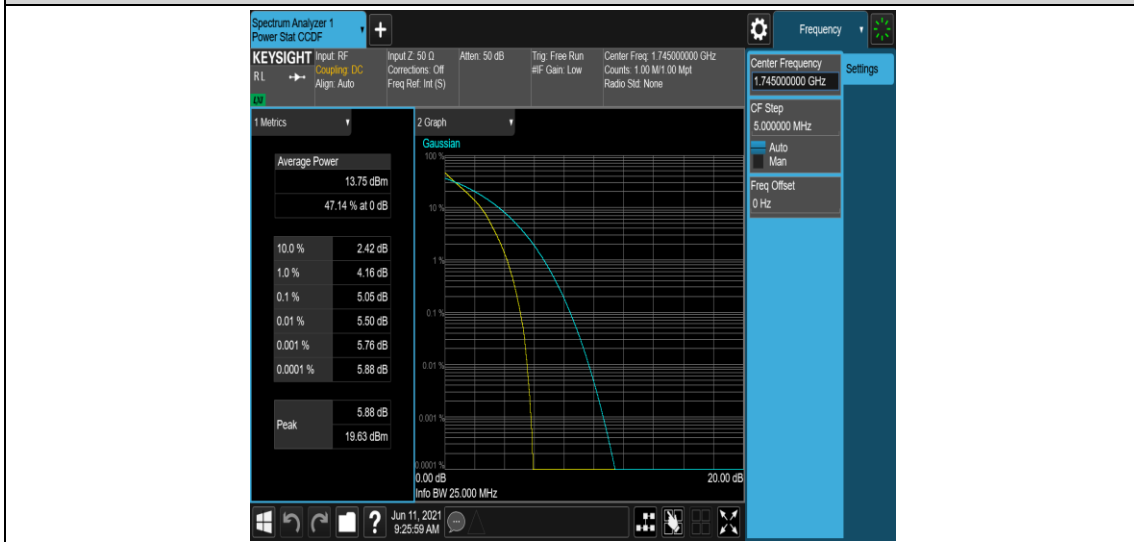 Spectrum Analyzer 1
Power Stat CCDF
+
Frequency
KEYSIGHT
RL
LXI
Input: RF
Coupling: DC
Align: Auto
Input Z: 50 Ω
Corrections: Off
Freq Ref: Int (S)
Atten: 50 dB
Trig: Free Run
#IF Gain: Low
Center Freq: 1.745000000 GHz
Counts: 1.00 M/1.00 Mpt
Radio Std: None
Center Frequency
1.745000000 GHz
Settings
CF Step
5.000000 MHz
Auto
Man
Freq Offset
0 Hz
1 Metrics
Average Power
13.75 dBm
47.14 % at 0 dB
10.0 % 2.42 dB
1.0 % 4.16 dB
0.1 % 5.05 dB
0.01 % 5.50 dB
0.001 % 5.76 dB
0.0001 % 5.88 dB
Peak
5.88 dB
19.63 dBm
2 Graph
Gaussian
100 %
10 %
1 %
0.1 %
0.01 %
0.001 %
0.0001 %
0.00 dB 20.00 dB
Info BW 25.000 MHz
?
Jun 11, 2021
9:25:59 AM